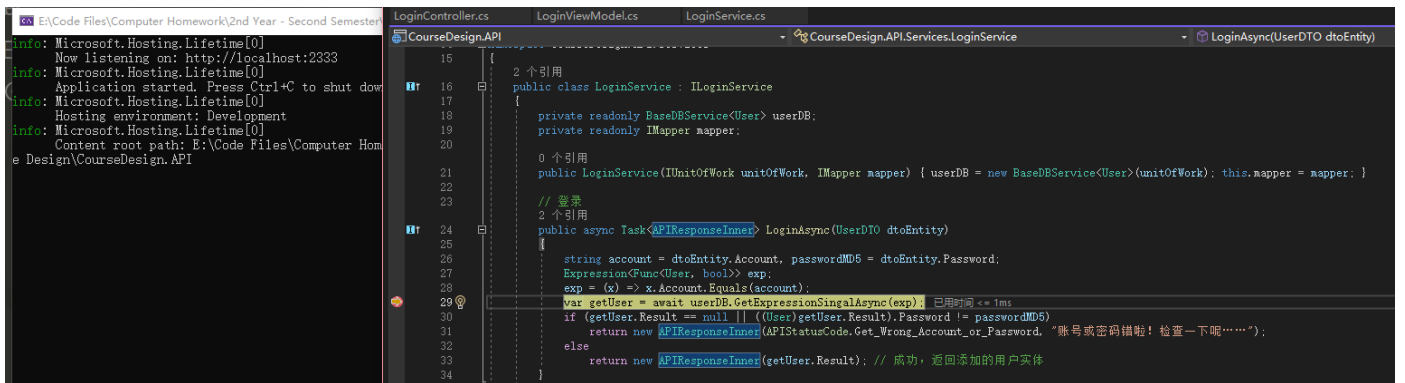 E:\Code Files\Computer Homework\2nd Year - Second Semester\
info: Microsoft.Hosting.Lifetime[0]
Now listening on: http://localhost:2333
info: Microsoft.Hosting.Lifetime[0]
Application started. Press Ctrl+C to shut dow
info: Microsoft.Hosting.Lifetime[0]
Hosting environment: Development
info: Microsoft.Hosting.Lifetime[0]
Content root path: E:\Code Files\Computer Hom
e Design\CourseDesign.API
LoginController.cs LoginViewModel.cs LoginService.cs
CourseDesign.API CourseDesign.API.Services.LoginService LoginAsync(UserDTO dtoEntity)
15 {
2 个引用
16 public class LoginService : ILoginService
17 {
18 private readonly BaseDBService<User> userDB;
19 private readonly IMapper mapper;
20
0 个引用
21 public LoginService(IUnitOfWork unitOfWork, IMapper mapper) { userDB = new BaseDBService<User>(unitOfWork); this.mapper = mapper; }
22
23 // 登录
2 个引用
24 public async Task<APIResponseInner> LoginAsync(UserDTO dtoEntity)
25 {
26 string account = dtoEntity.Account, passwordMD5 = dtoEntity.Password;
27 Expression<Func<User, bool>> exp;
28 exp = (x) => x.Account.Equals(account);
29 var getUser = await userDB.GetExpressionSingalAsync(exp); 已用时间 <= 1ms
30 if (getUser.Result == null || ((User)getUser.Result).Password != passwordMD5)
31 return new APIResponseInner(APIStatusCode.Get_Wrong_Account_or_Password, "账号或密码错啦！检查一下呢……");
32 else
33 return new APIResponseInner(getUser.Result); // 成功，返回添加的用户实体
34 }